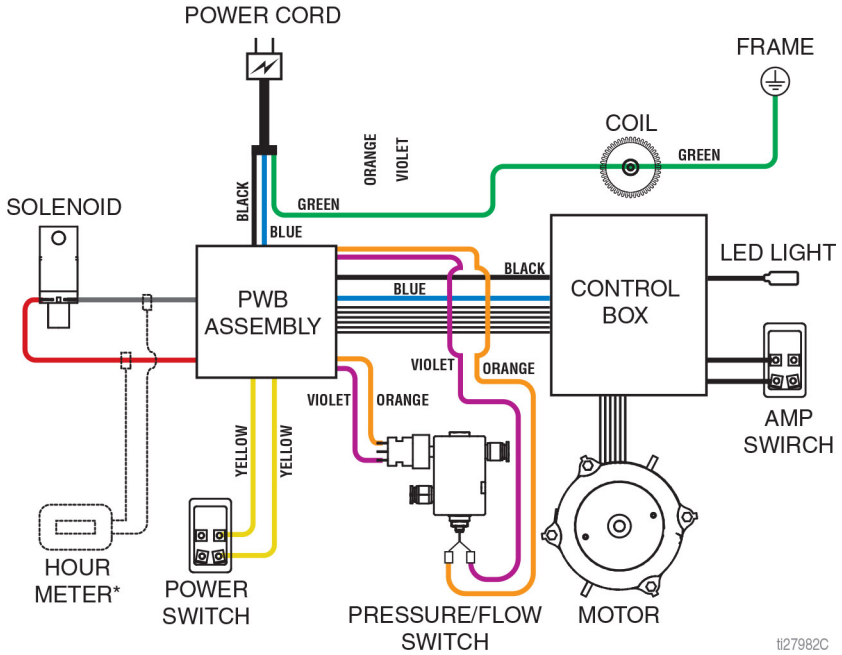 POWER CORD
FRAME
COIL
ORANGE
VIOLET
GREEN
BLACK
GREEN
SOLENOID
BLUE
BLACK
LED LIGHT
BLUE
PWB
ASSEMBLY
CONTROL
BOX
VIOLET
ORANGE
VIOLET
ORANGE
AMP
SWIRCH
YELLOW
YELLOW
HOUR
METER*
POWER
SWITCH
PRESSURE/FLOW
SWITCH
MOTOR
ti27982C